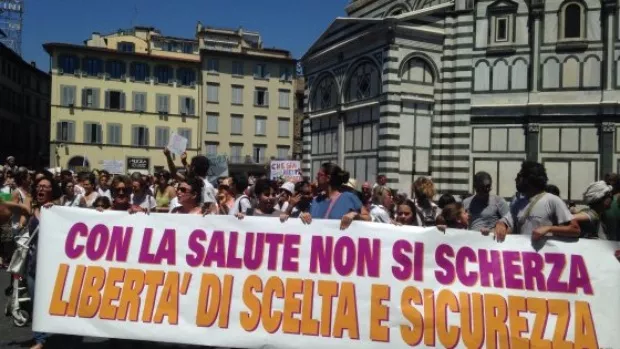 CON LA SALUTE NON SI SCHERZA
LIBERTA' DI SCELTA E SICUREZZA